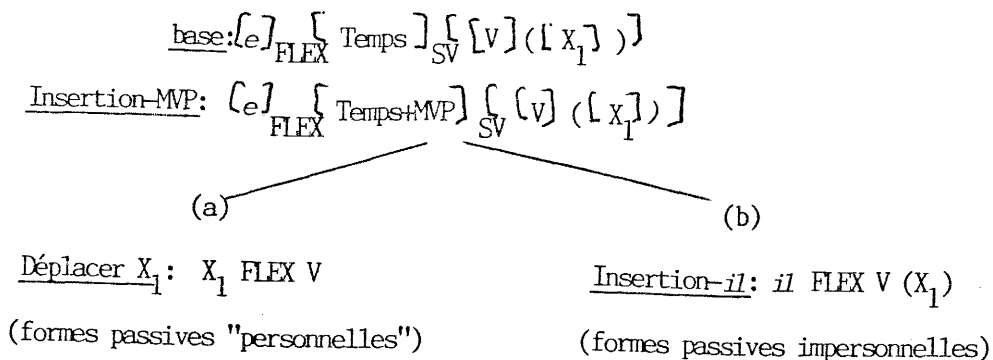 base: [e] FLEX[ Temps ] SV[ [V] ([ X₁] )]
Insertion-MVP: [e] FLEX[ Temps+MVP] SV[ [V] ([ X₁]) ]
(a) (b)
Déplacer X₁: X₁ FLEX V Insertion-il: il FLEX V (X₁)
(formes passives "personnelles") (formes passives impersonnelles)